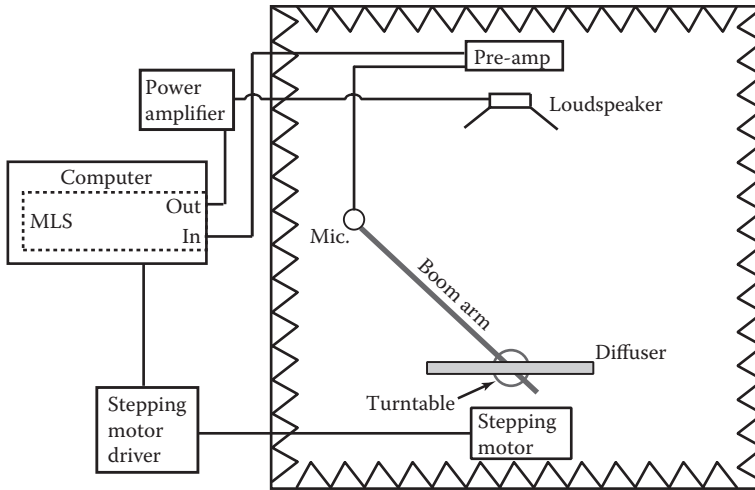 Pre-amp
Power
amplifier
Loudspeaker
Computer
Out
MLS
In
Mic.
Boom arm
Diffuser
Turntable
Stepping
motor
driver
Stepping
motor